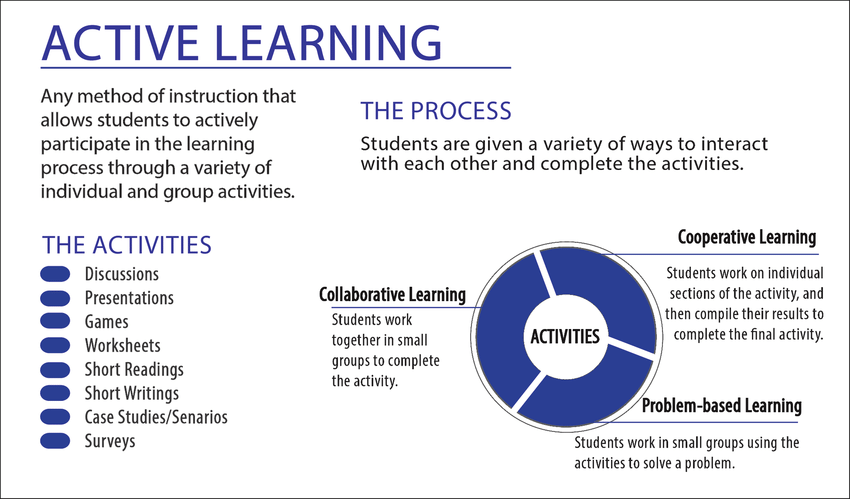 ACTIVE LEARNING
Any method of instruction that
allows students to actively
participate in the learning
process through a variety of
individual and group activities.
THE PROCESS
Students are given a variety of ways to interact
with each other and complete the activities.
THE ACTIVITIES
Discussions
Presentations
Games
Worksheets
Short Readings
Short Writings
Case Studies/Senarios
Surveys
Collaborative Learning
Students work
together in small
groups to complete
the activity.
ACTIVITIES
Cooperative Learning
Students work on individual
sections of the activity, and
then compile their results to
complete the final activity.
Problem-based Learning
Students work in small groups using the
activities to solve a problem.